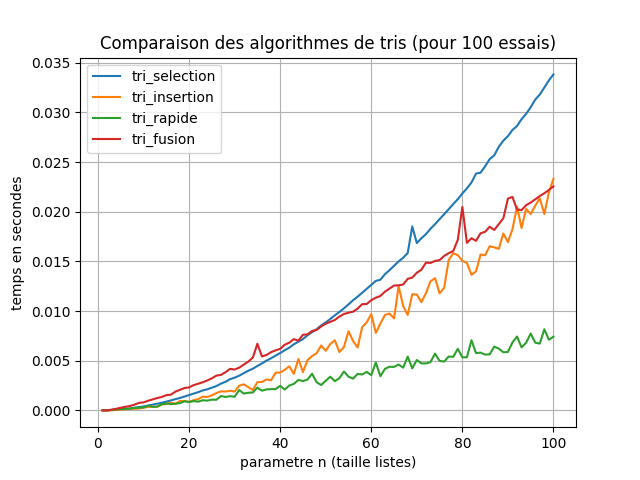 Comparaison des algorithmes de tris (pour 100 essais)
tri_selection
tri_insertion
tri_rapide
tri_fusion
0.035
0.030
0.025
0.020
0.015
0.010
0.005
0.000
temps en secondes
0 20 40 60 80 100
parametre n (taille listes)